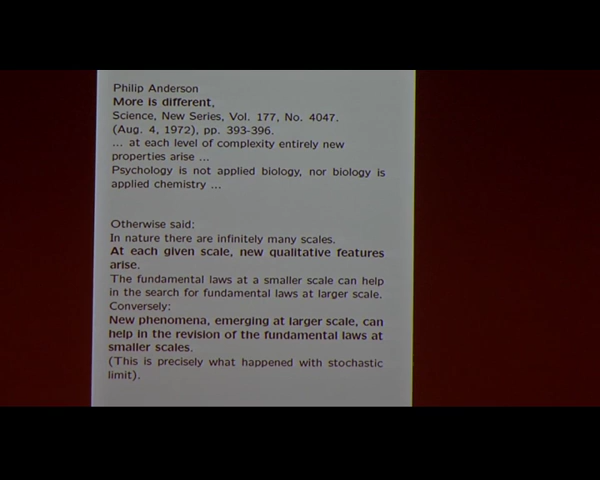 Philip Anderson
More is different,
Science, New Series, Vol. 177, No. 4047.
(Aug. 4, 1972), pp. 393-396.
... at each level of complexity entirely new
properties arise ...
Psychology is not applied biology, nor biology is
applied chemistry ...
Otherwise said:
In nature there are infinitely many scales.
At each given scale, new qualitative features
arise.
The fundamental laws at a smaller scale can help
in the search for fundamental laws at larger scale.
Conversely:
New phenomena, emerging at larger scale, can
help in the revision of the fundamental laws at
smaller scales.
(This is precisely what happened with stochastic
limit).